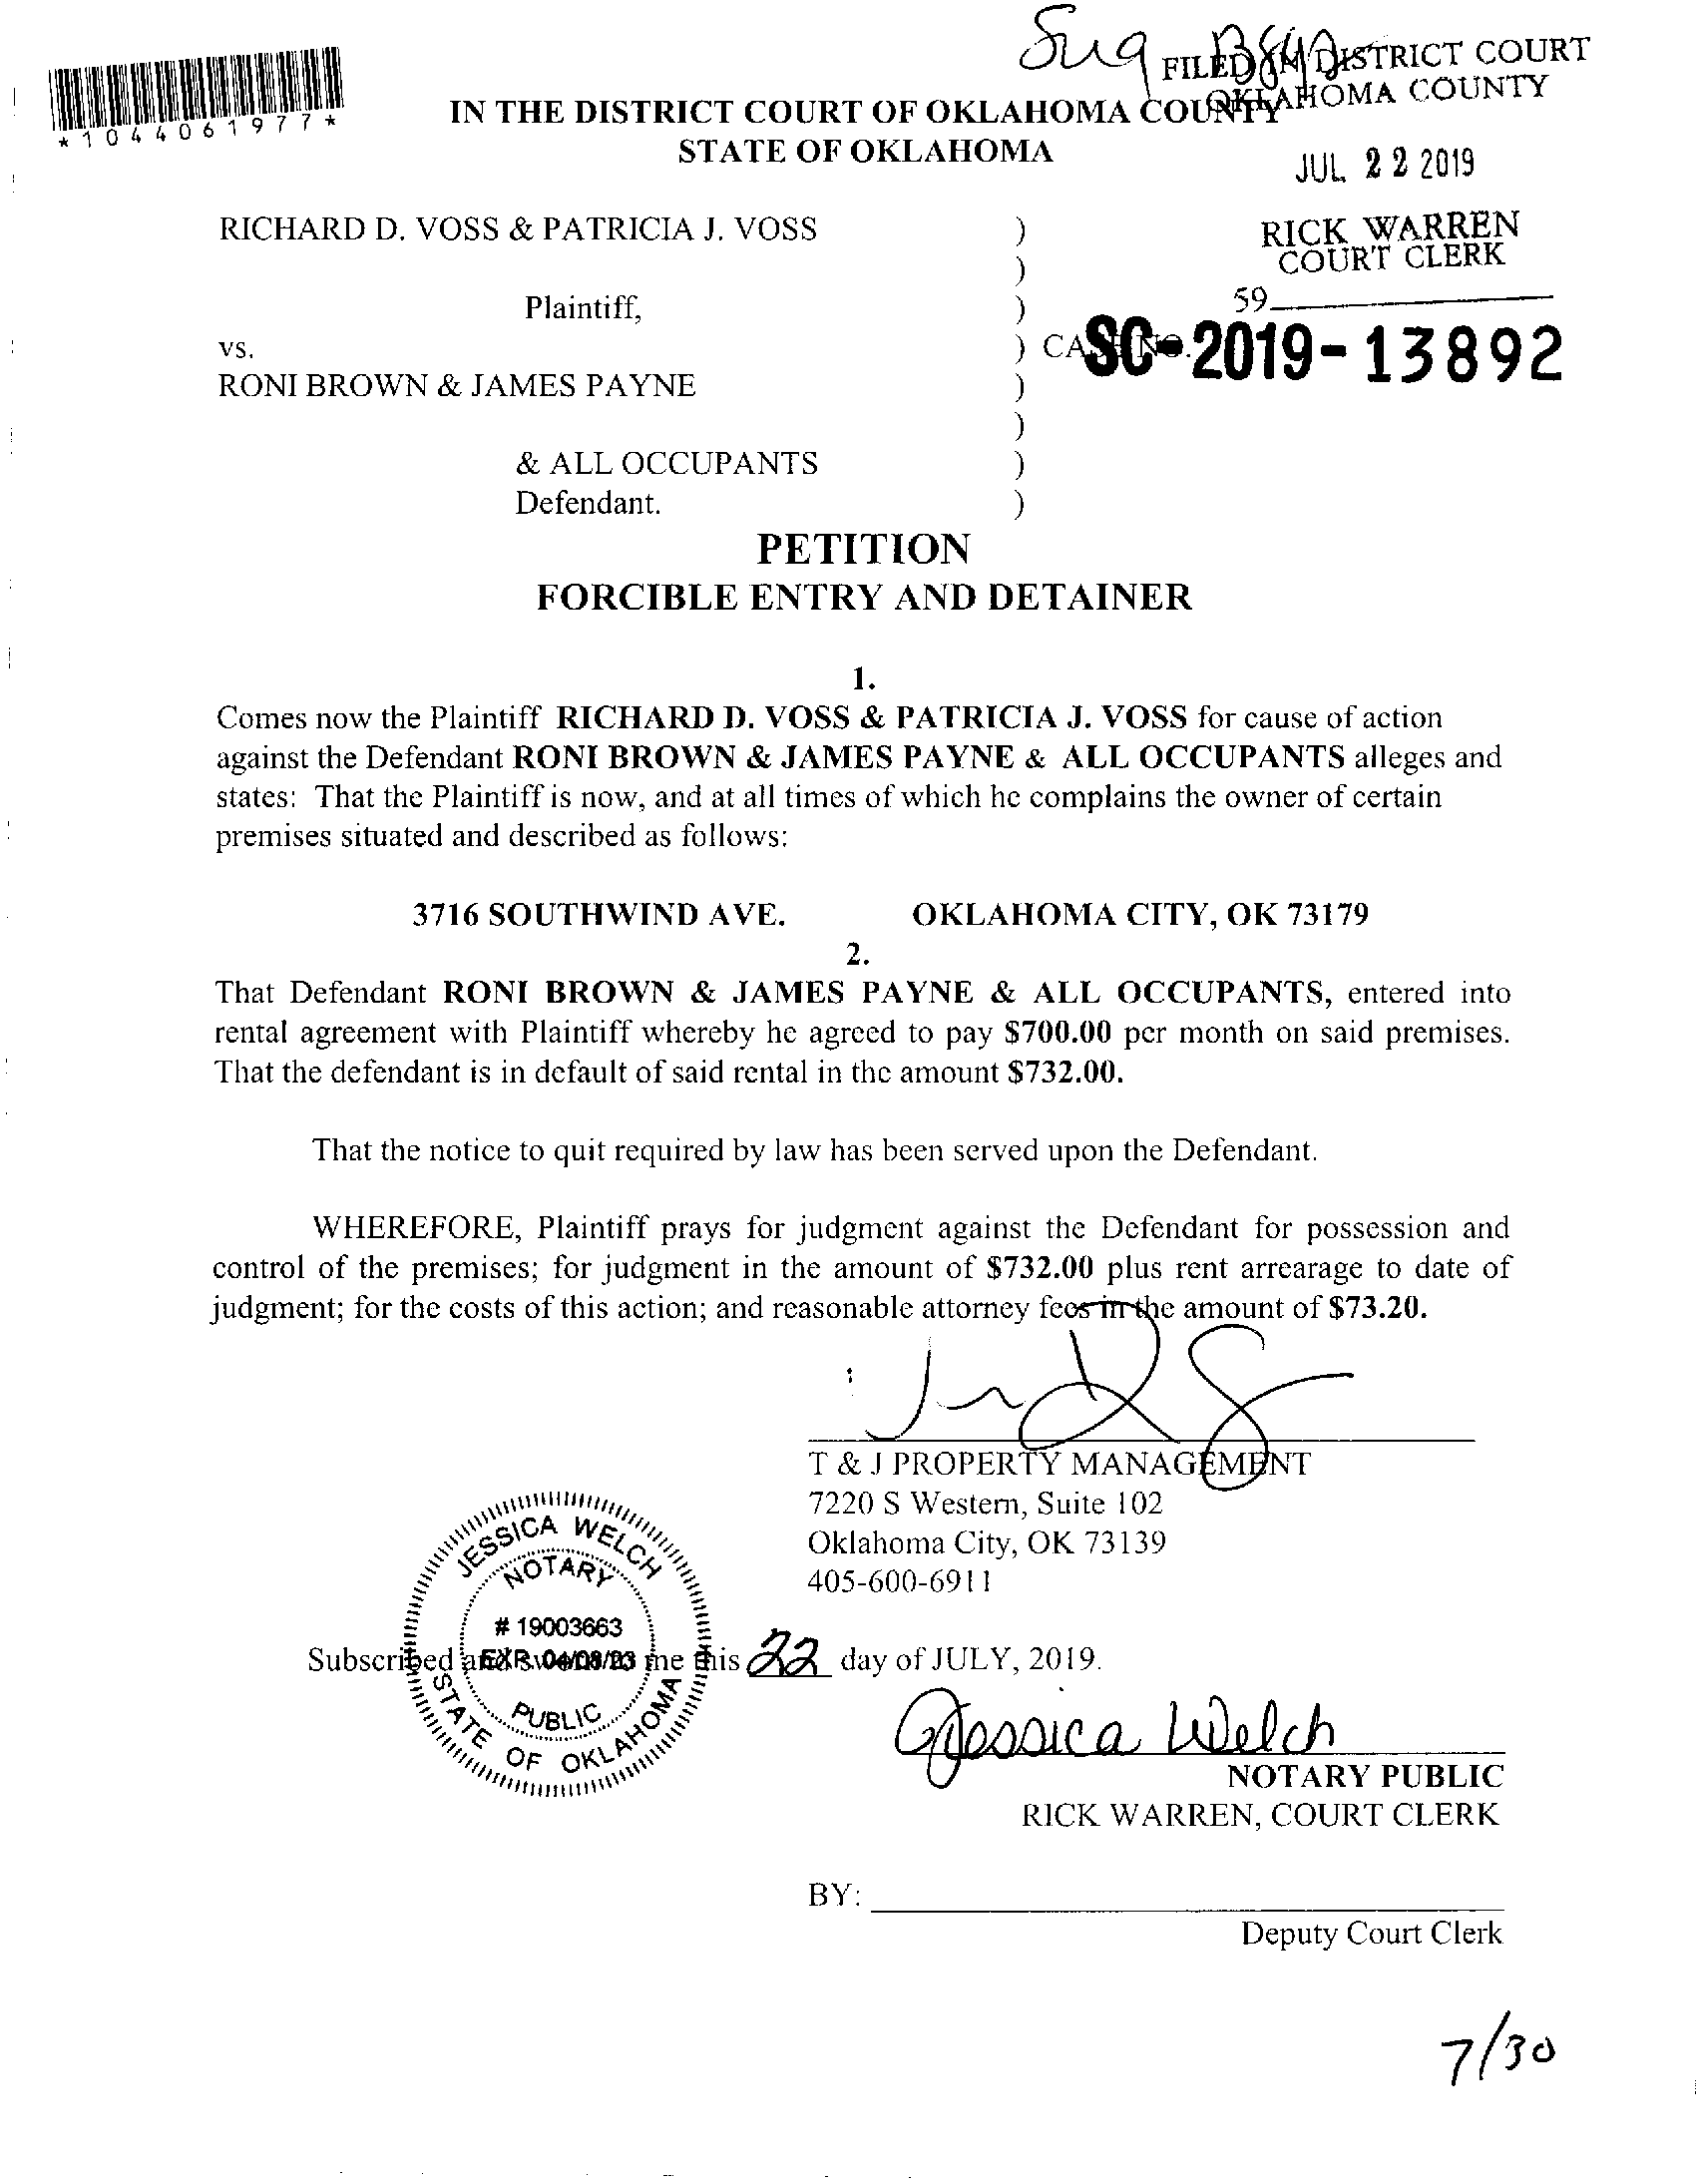 *1044061977*
FILED IN DISTRICT COURT
OKLAHOMA COUNTY
IN THE DISTRICT COURT OF OKLAHOMA COUNTY
STATE OF OKLAHOMA
JUL 22 2019
RICHARD D. VOSS & PATRICIA J. VOSS )
RICK WARREN
COURT CLERK
)
Plaintiff, )
59
vs. ) CASE NO.
SC-2019-13892
RONI BROWN & JAMES PAYNE )
)
& ALL OCCUPANTS )
Defendant. )
PETITION
FORCIBLE ENTRY AND DETAINER
1.
Comes now the Plaintiff RICHARD D. VOSS & PATRICIA J. VOSS for cause of action
against the Defendant RONI BROWN & JAMES PAYNE & ALL OCCUPANTS alleges and
states: That the Plaintiff is now, and at all times of which he complains the owner of certain
premises situated and described as follows:
3716 SOUTHWIND AVE. OKLAHOMA CITY, OK 73179
2.
That Defendant RONI BROWN & JAMES PAYNE & ALL OCCUPANTS, entered into
rental agreement with Plaintiff whereby he agreed to pay $700.00 per month on said premises.
That the defendant is in default of said rental in the amount $732.00.
That the notice to quit required by law has been served upon the Defendant.
WHEREFORE, Plaintiff prays for judgment against the Defendant for possession and
control of the premises; for judgment in the amount of $732.00 plus rent arrearage to date of
judgment; for the costs of this action; and reasonable attorney fees in the amount of $73.20.
T & J PROPERTY MANAGEMENT
7220 S Western, Suite 102
Oklahoma City, OK 73139
405-600-6911
JESSICA WELCH
NOTARY
# 19003663
EXP. 04/08/23
PUBLIC
STATE OF OKLAHOMA
Subscribed and sworn to me this 22 day of JULY, 2019.
Jessica Welch
NOTARY PUBLIC
RICK WARREN, COURT CLERK
BY:
Deputy Court Clerk
7/30